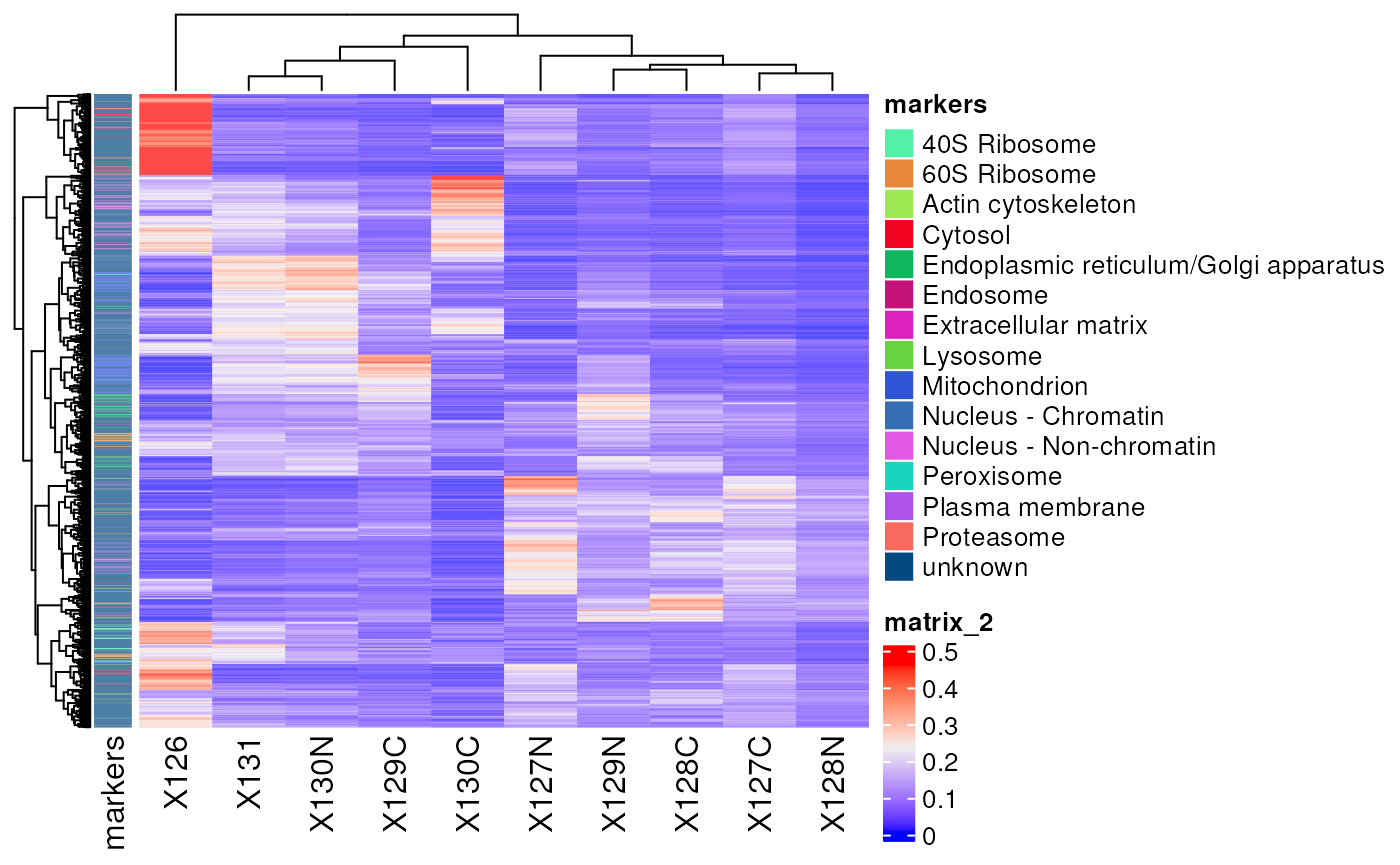 markers
40S Ribosome
60S Ribosome
Actin cytoskeleton
Cytosol
Endoplasmic reticulum/Golgi apparatus
Endosome
Extracellular matrix
Lysosome
Mitochondrion
Nucleus - Chromatin
Nucleus - Non-chromatin
Peroxisome
Plasma membrane
Proteasome
unknown
matrix_2
0.5
0.4
0.3
0.2
0.1
0
markers
X126
X131
X130N
X129C
X130C
X127N
X129N
X128C
X127C
X128N